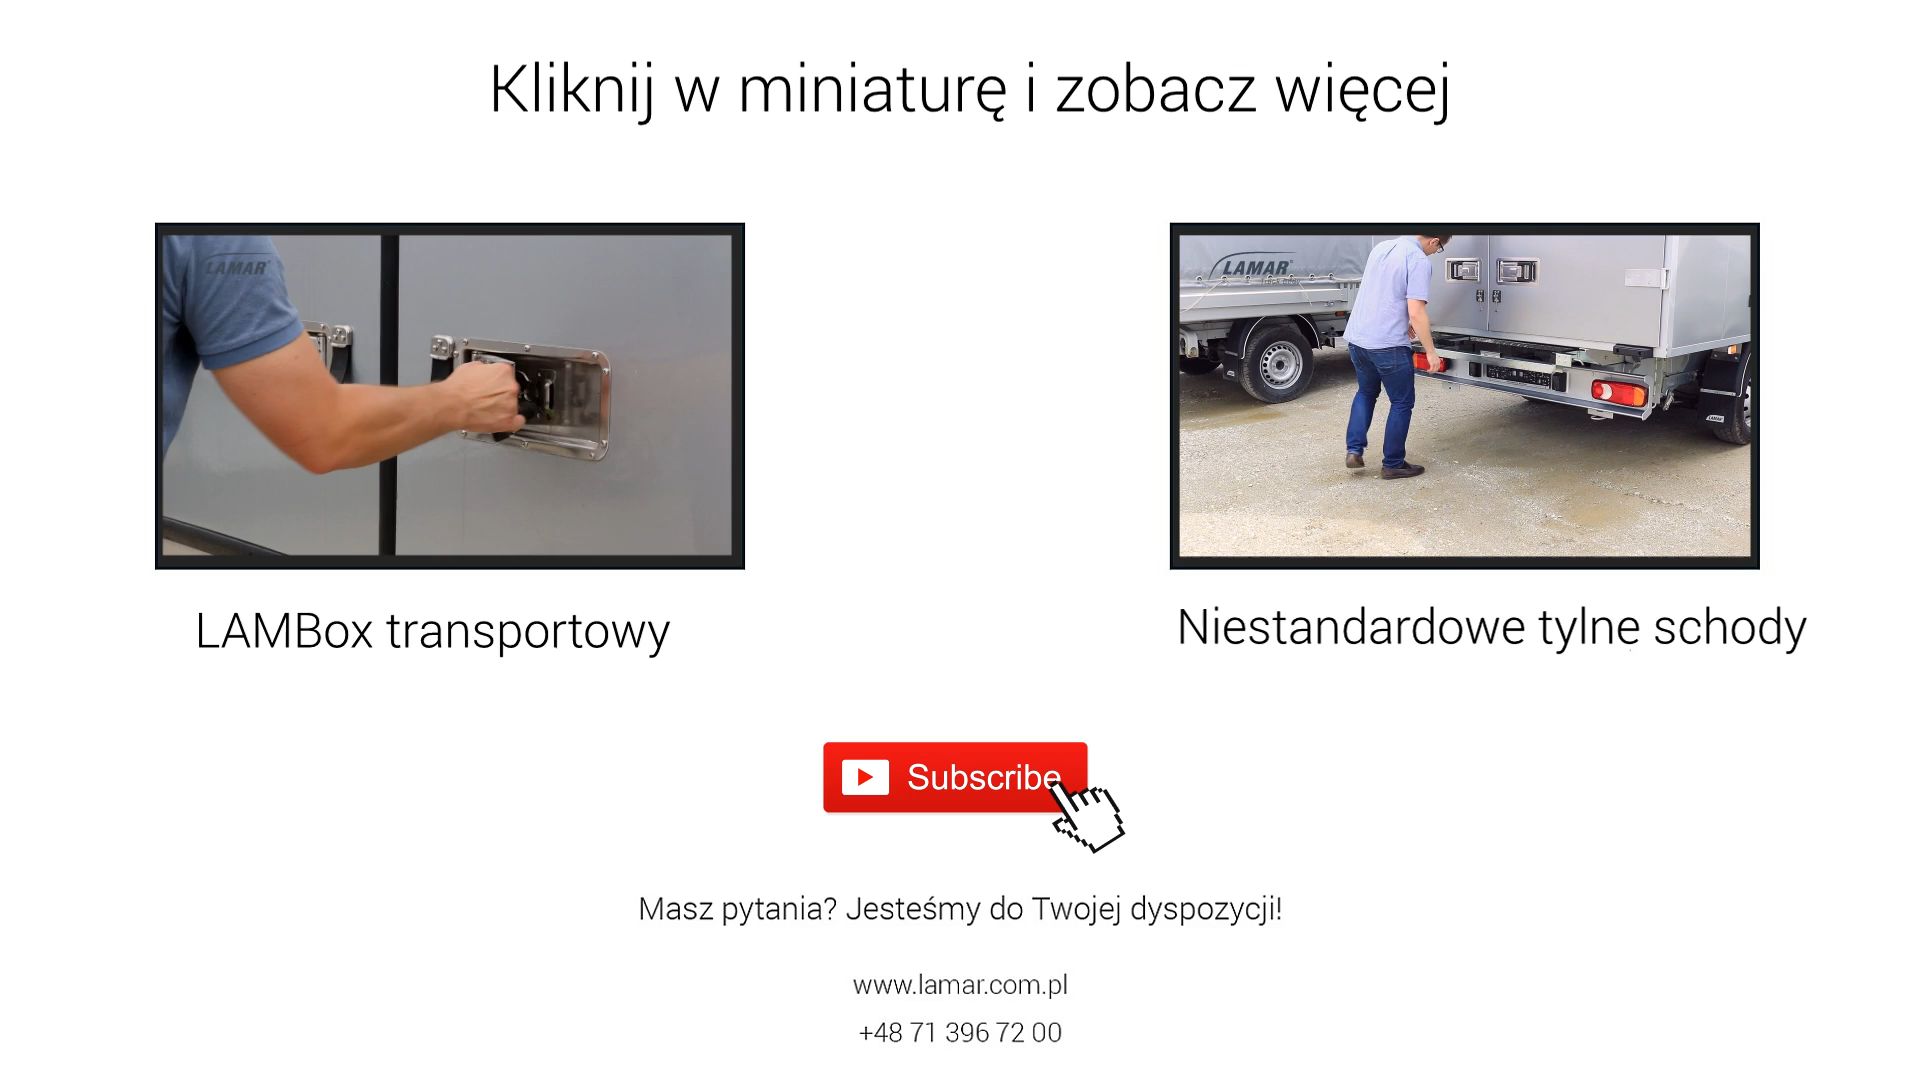 Kliknij w miniaturę i zobacz więcej
LAMAR
LAMAR
LAMAR
LAMBox transportowy
Niestandardowe tylne schody
Subscribe
Masz pytania? Jesteśmy do Twojej dyspozycji!
www.lamar.com.pl
+48 71 396 72 00